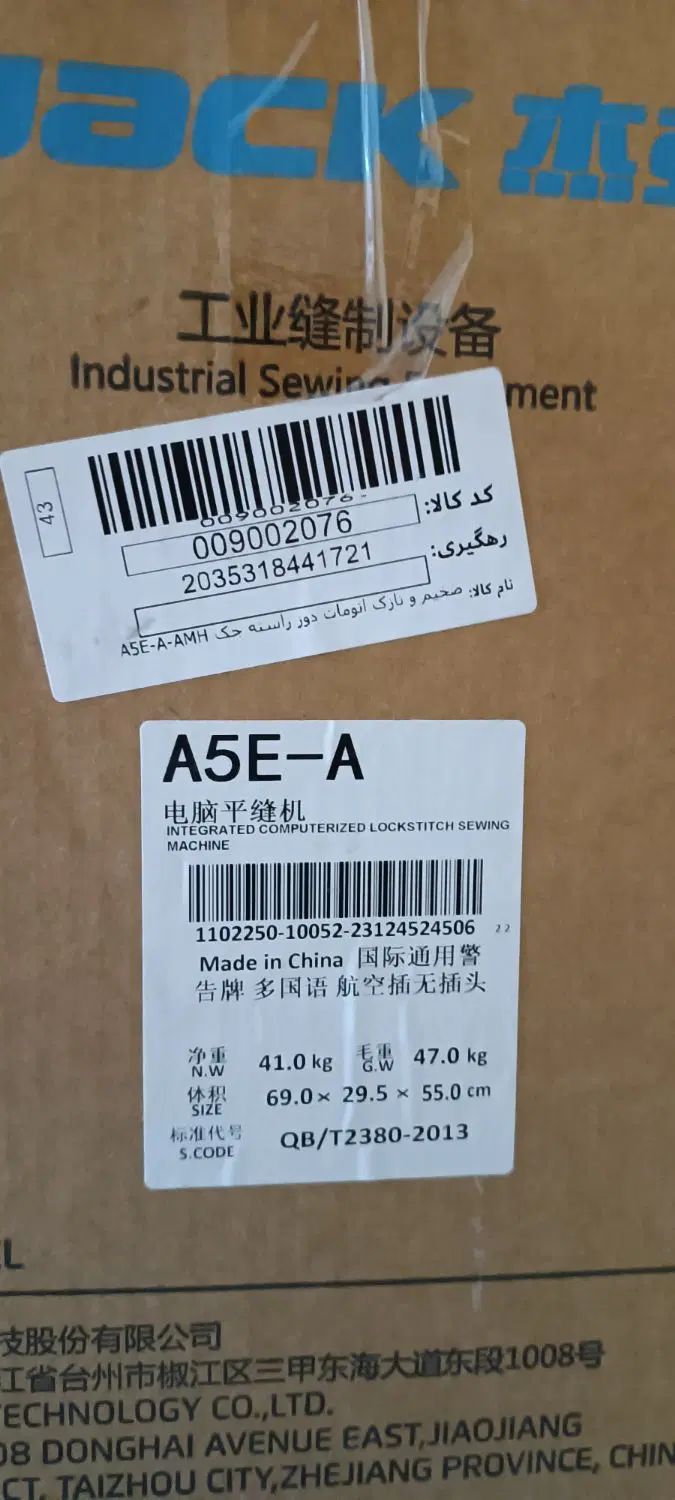 Jack 杰
工业缝制设备
Industrial Sewing
43
009002076
کد کالا:
009002076
رهگیری:
2035318441721
نام کالا: ضخیم و نازک اتومات دور راسته جک A5E-A-AMH
A5E-A
电脑平缝机
INTEGRATED COMPUTERIZED LOCKSTITCH SEWING
MACHINE
1102250-10052-23124524506 22
Made in China 国际通用警
告牌 多国语 航空插无插头
净重 41.0 kg 毛重 47.0 kg
N.W G.W
体积 69.0× 29.5 × 55.0 cm
SIZE
标准代号 QB/T2380-2013
S.CODE
技股份有限公司
江省台州市椒江区三甲东海大道东段1008号
TECHNOLOGY CO.,LTD.
08 DONGHAI AVENUE EAST,JIAOJIANG
CT, TAIZHOU CITY,ZHEJIANG PROVINCE, CHIN